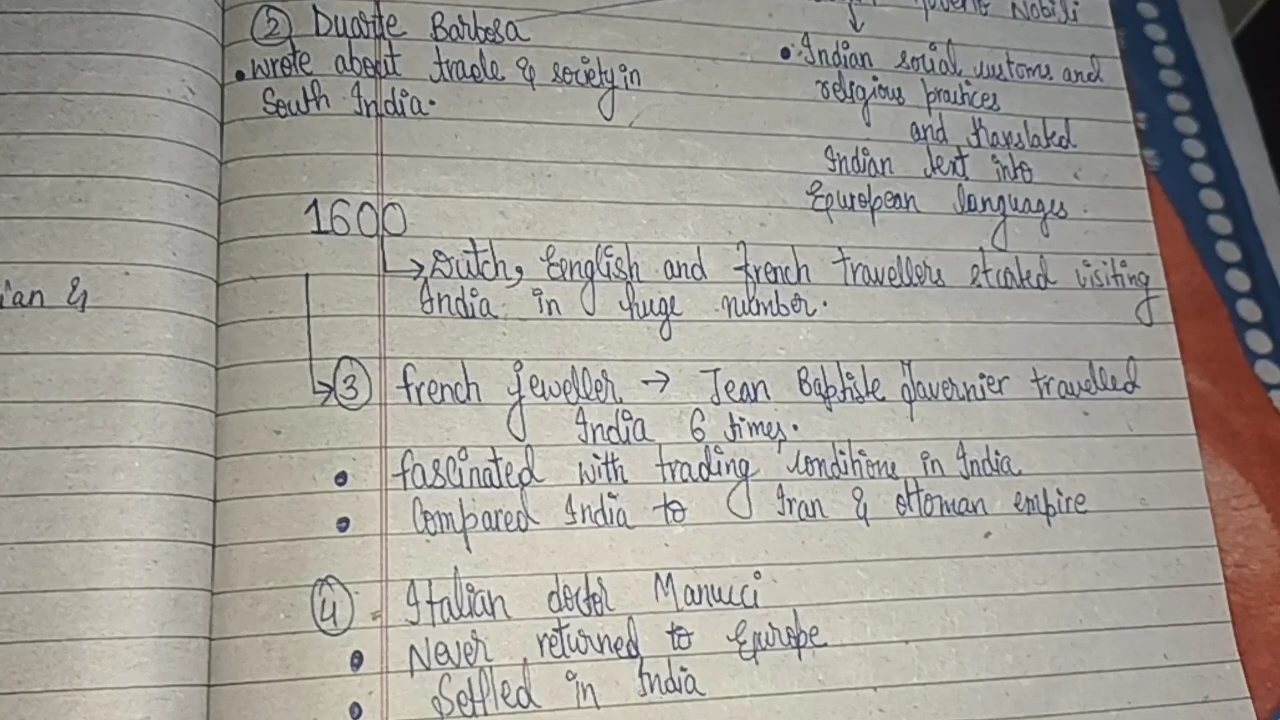 ② Duarte Barbosa
• wrote about trade & society in
South India.
Nobili
• Indian social customs and
religious practices
and translated
Indian text into
Epuropean languages.
1600
→ Dutch, English and french travellers started visiting
India in huge number.
→ ③ french jeweller → Jean Baptiste Tavernier travelled
India 6 times.
• fascinated with trading conditions in India
• Compared India to Iran & ottoman empire
④ - Italian doctor Manucci
• Never returned to Epurope
• Settled in India